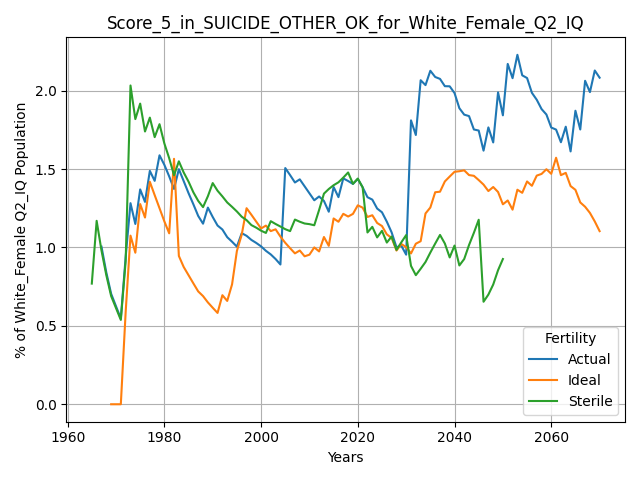 Score_5_in_SUICIDE_OTHER_OK_for_White_Female_Q2_IQ
% of White_Female Q2_IQ Population
2.0
1.5
1.0
0.5
0.0
1960 1980 2000 2020 2040 2060
Years
Fertility
Actual
Ideal
Sterile